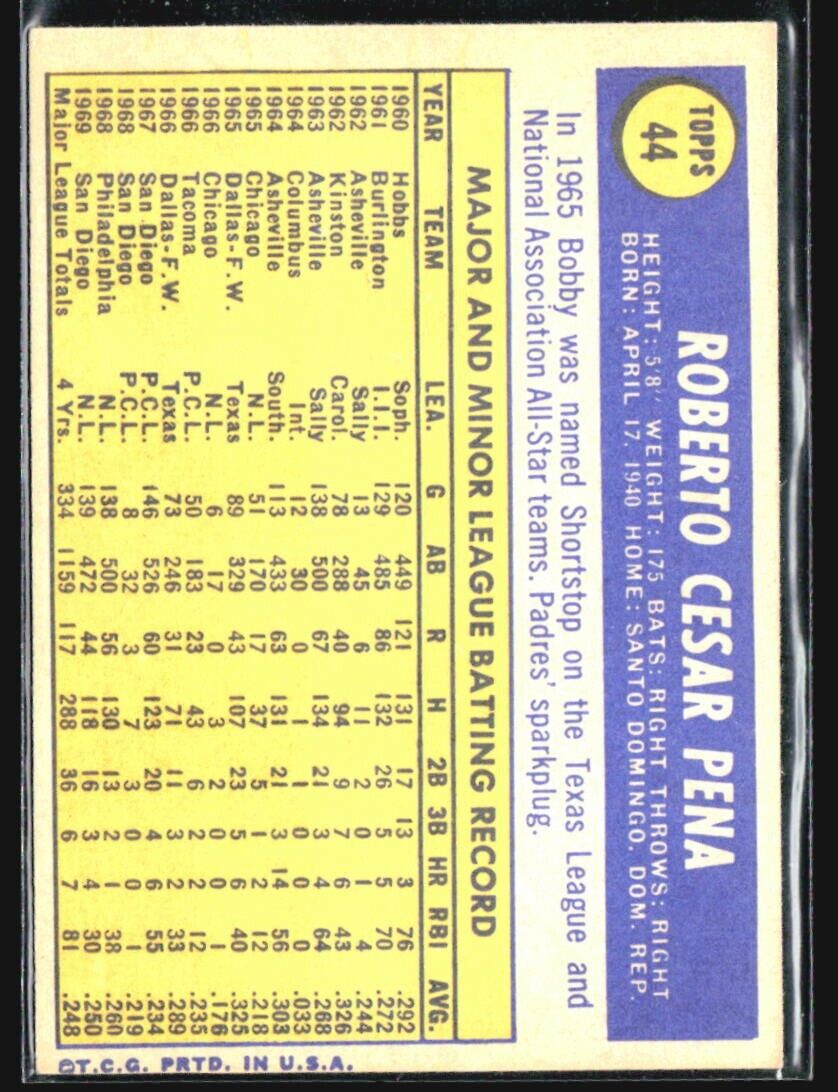 TOPPS
44
ROBERTO CESAR PENA
HEIGHT: 5'8" WEIGHT: 175 BATS: RIGHT THROWS: RIGHT
BORN: APRIL 17, 1940 HOME: SANTO DOMINGO, DOM. REP.
In 1965 Bobby was named Shortstop on the Texas League and
National Association All-Star teams. Padres' sparkplug.
MAJOR AND MINOR LEAGUE BATTING RECORD
YEAR TEAM LEA. G AB R H 2B 3B HR RBI AVG.
1960 Hobbs Soph. 120 449 121 131 17 13 3 76 .292
1961 Burlington I.I.I. 129 485 86 132 26 5 5 70 .272
1962 Asheville Sally 13 45 6 11 2 0 1 4 .244
1962 Kinston Carol. 78 288 40 94 9 7 6 43 .326
1963 Asheville Sally 138 500 67 134 21 3 4 64 .268
1964 Columbus Int. 12 30 0 1 1 0 0 0 .033
1964 Asheville South. 113 433 63 131 21 3 14 56 .303
1965 Chicago N.L. 51 170 17 37 5 1 2 12 .218
1965 Dallas-F.W. Texas 89 329 43 107 23 5 6 40 .325
1966 Chicago N.L. 6 17 0 3 2 0 0 1 .176
1966 Tacoma P.C.L. 50 183 23 43 6 2 2 12 .235
1966 Dallas-F.W. Texas 73 246 31 71 11 3 2 33 .289
1967 San Diego P.C.L. 146 526 60 123 20 4 6 55 .234
1968 San Diego P.C.L. 8 32 3 7 3 0 0 1 .219
1968 Philadelphia N.L. 138 500 56 130 13 2 1 38 .260
1969 San Diego N.L. 139 472 44 118 16 3 4 30 .250
Major League Totals 4 Yrs. 334 1159 117 288 36 6 7 81 .248
©T.C.G. PRTD. IN U.S.A.